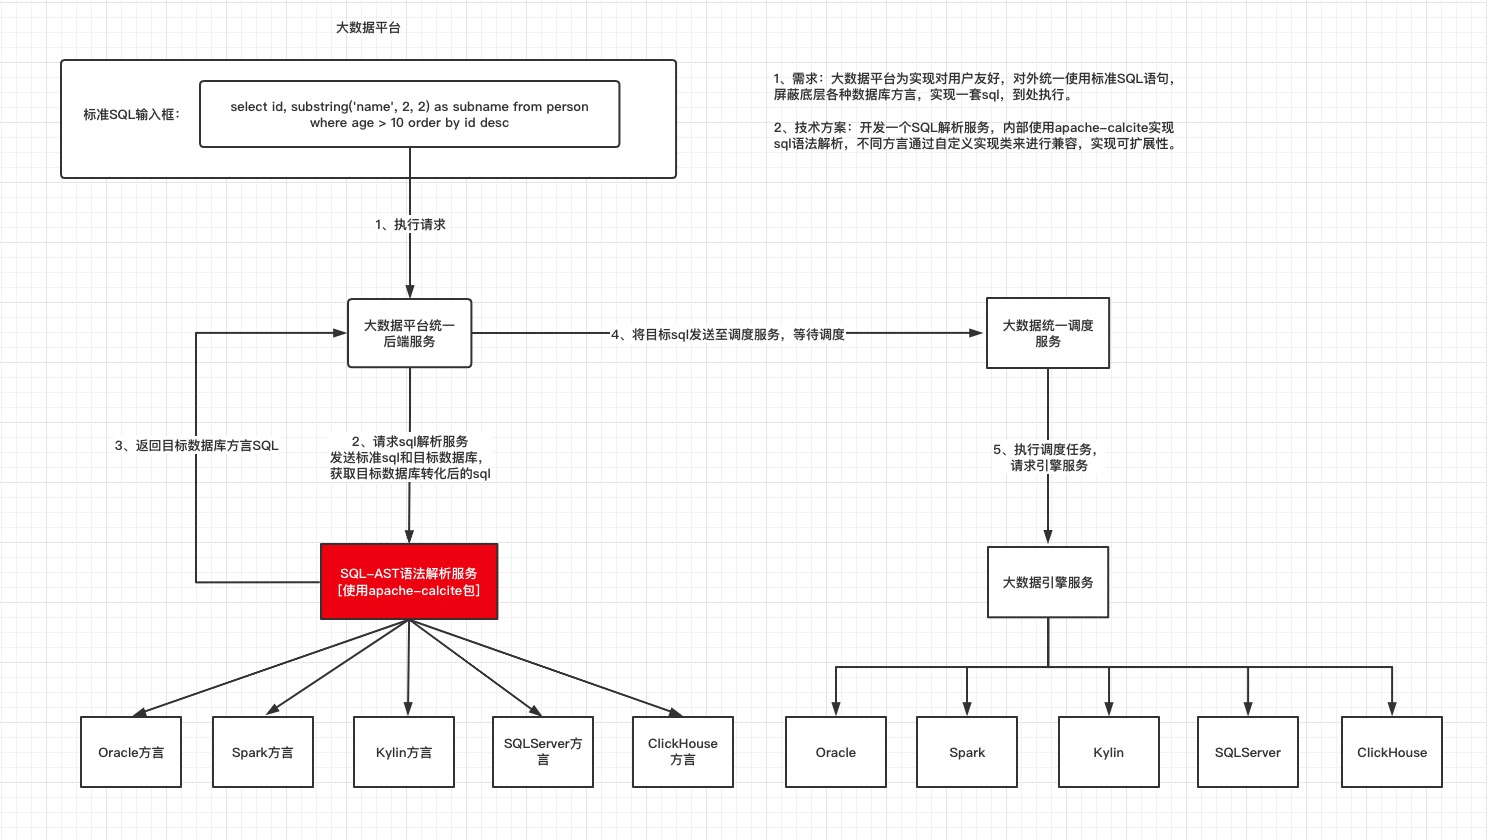 大数据平台
标准SQL输入框：
select id, substring('name', 2, 2) as subname from person
where age > 10 order by id desc
1、需求：大数据平台为实现对用户友好，对外统一使用标准SQL语句，
屏蔽底层各种数据库方言，实现一套sql，到处执行。
2、技术方案：开发一个SQL解析服务，内部使用apache-calcite实现
sql语法解析，不同方言通过自定义实现类来进行兼容，实现可扩展性。
1、执行请求
大数据平台统一
后端服务
4、将目标sql发送至调度服务，等待调度
大数据统一调度
服务
3、返回目标数据库方言SQL
2、请求sql解析服务
发送标准sql和目标数据库，
获取目标数据库转化后的sql
5、执行调度任务，
请求引擎服务
SQL-AST语法解析服务
[使用apache-calcite包]
大数据引擎服务
Oracle方言
Spark方言
Kylin方言
SQLServer方
言
ClickHouse
方言
Oracle
Spark
Kylin
SQLServer
ClickHouse